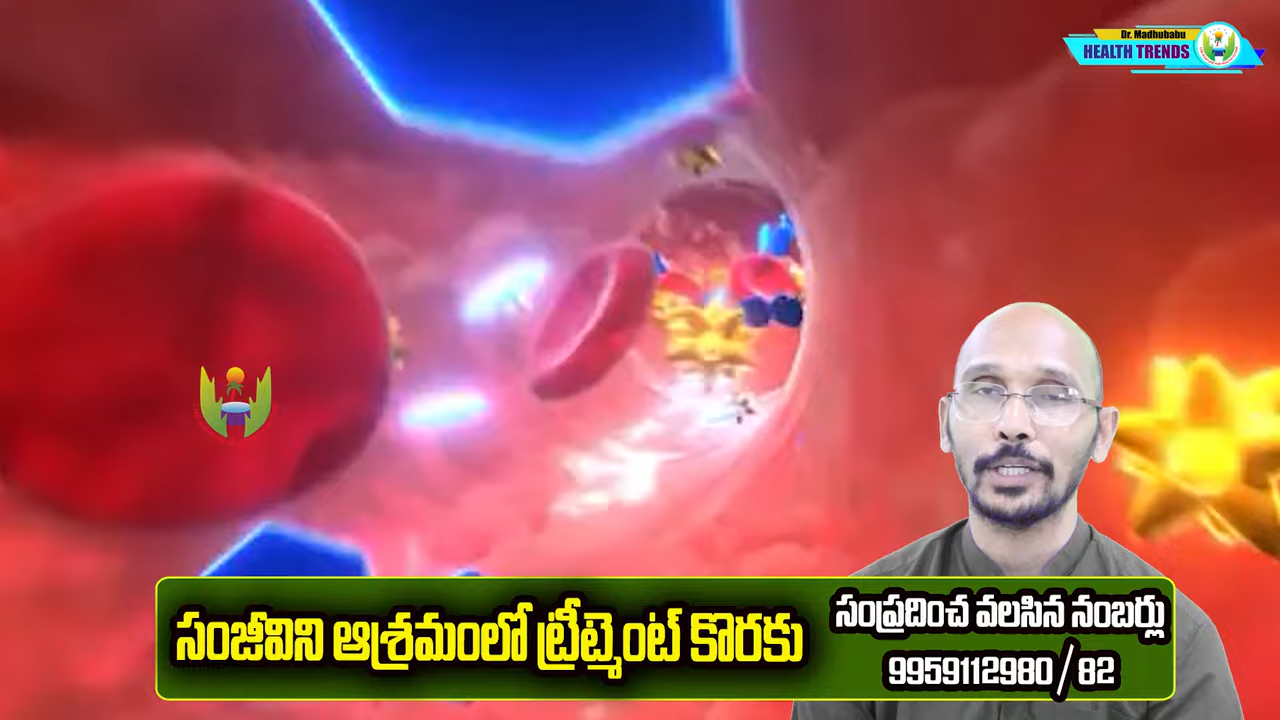 Dr. Madhubabu
HEALTH TRENDS
సంజీవిని ఆశ్రమంలో ట్రీట్మెంట్ కొరకు
సంప్రదించ వలసిన నంబర్లు
9959112980/82